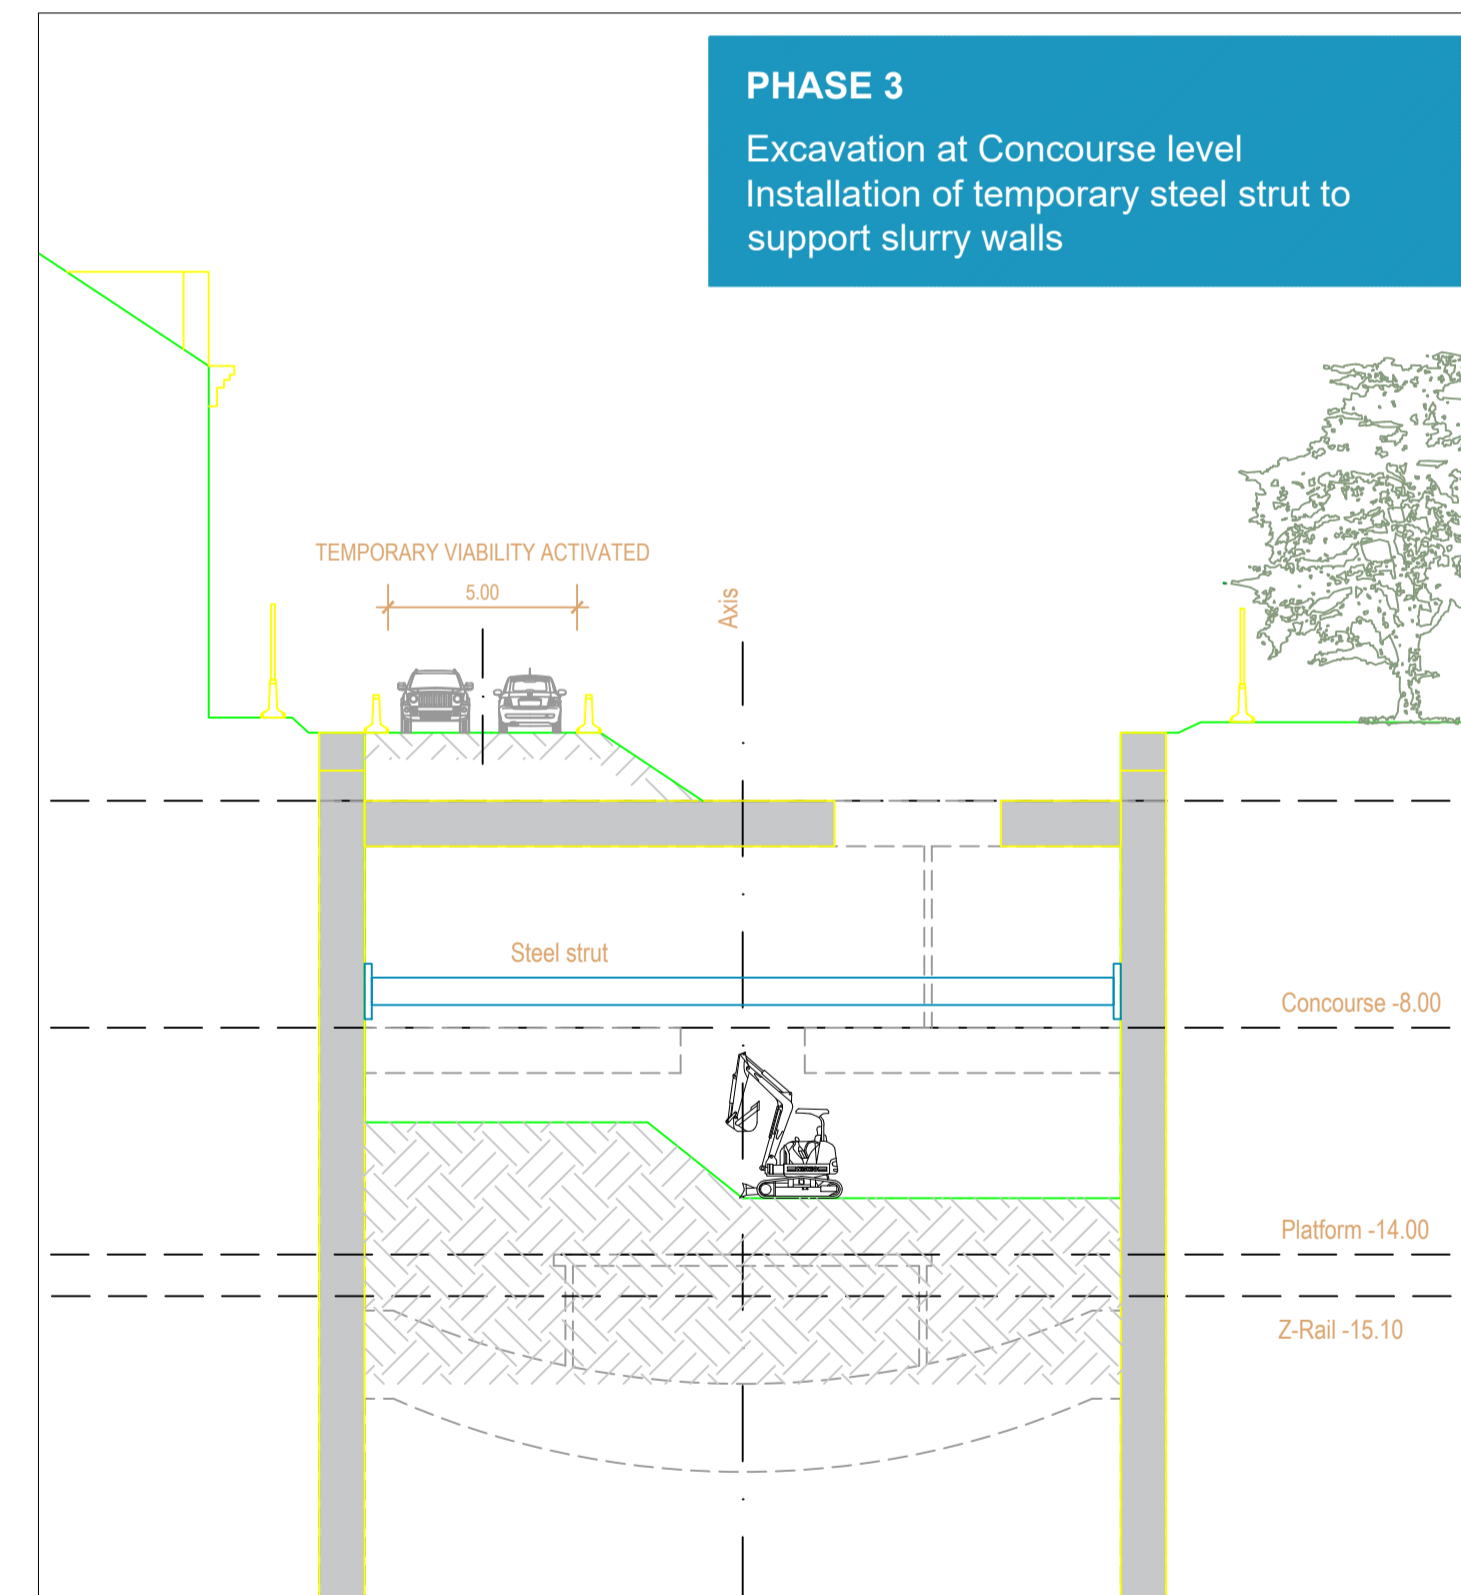 PHASE 3
Excavation at Concourse level
Installation of temporary steel strut to
support slurry walls
TEMPORARY VIABILITY ACTIVATED
5.00
Axis
Steel strut
Concourse -8.00
Platform -14.00
Z-Rail -15.10